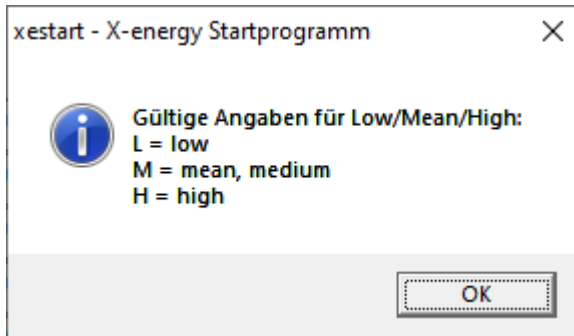 xestart - X-energy Startprogramm
Gültige Angaben für Low/Mean/High:
L = low
M = mean, medium
H = high
OK